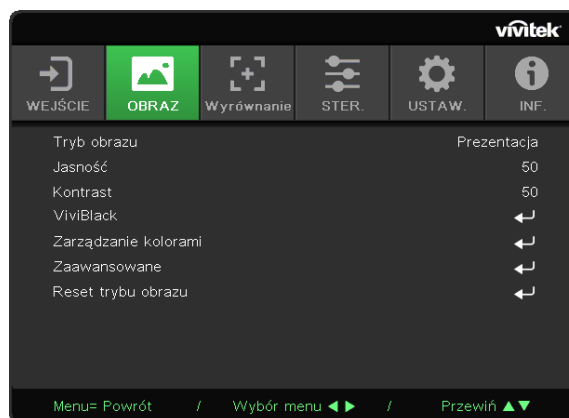 vivitek
WEJŚCIE OBRAZ Wyrównanie STER. USTAW. INF.
Tryb obrazu Prezentacja
Jasność 50
Kontrast 50
ViviBlack
Zarządzanie kolorami
Zaawansowane
Reset trybu obrazu
Menu= Powrót / Wybór menu ◀ ▶ / Przewiń ▲▼